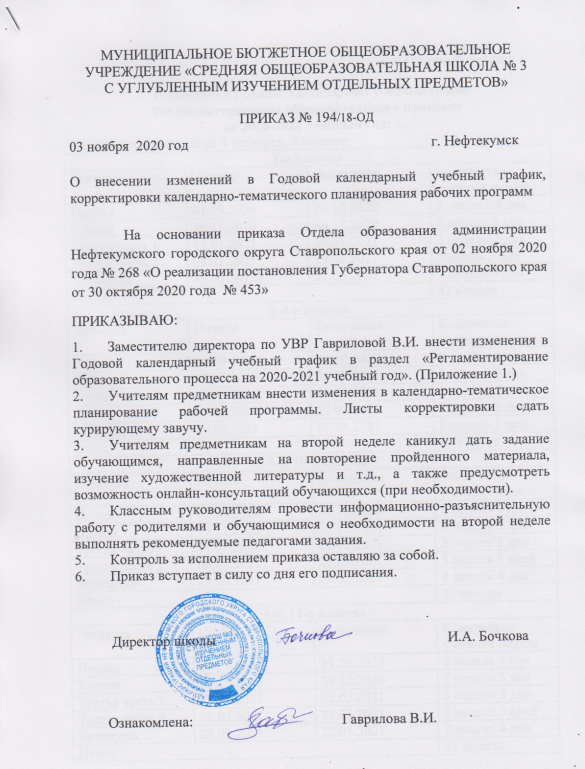 МУНИЦИПАЛЬНОЕ БЮТЖЕТНОЕ ОБЩЕОБРАЗОВАТЕЛЬНОЕ
УЧРЕЖДЕНИЕ «СРЕДНЯЯ ОБЩЕОБРАЗОВАТЕЛЬНАЯ ШКОЛА № 3
С УГЛУБЛЕННЫМ ИЗУЧЕНИЕМ ОТДЕЛЬНЫХ ПРЕДМЕТОВ»
ПРИКАЗ № 194/18-ОД
03 ноября 2020 год г. Нефтекумск
О внесении изменений в Годовой календарный учебный график,
корректировки календарно-тематического планирования рабочих программ
На основании приказа Отдела образования администрации
Нефтекумского городского округа Ставропольского края от 02 ноября 2020
года № 268 «О реализации постановления Губернатора Ставропольского края
от 30 октября 2020 года № 453»
ПРИКАЗЫВАЮ:
1. Заместителю директора по УВР Гавриловой В.И. внести изменения в
Годовой календарный учебный график в раздел «Регламентирование
образовательного процесса на 2020-2021 учебный год». (Приложение 1.)
2. Учителям предметникам внести изменения в календарно-тематическое
планирование рабочей программы. Листы корректировки сдать
курирующему завучу.
3. Учителям предметникам на второй неделе каникул дать задание
обучающимся, направленные на повторение пройденного материала,
изучение художественной литературы и т.д., а также предусмотреть
возможность онлайн-консультаций обучающихся (при необходимости).
4. Классным руководителям провести информационно-разъяснительную
работу с родителями и обучающимися о необходимости на второй неделе
выполнять рекомендуемые педагогами задания.
5. Контроль за исполнением приказа оставляю за собой.
6. Приказ вступает в силу со дня его подписания.
Директор школы И.А. Бочкова
С УГЛУБЛЕННЫМ
ИЗУЧЕНИЕМ
ОТДЕЛЬНЫХ
ПРЕДМЕТОВ"
Ознакомлена: Гаврилова В.И.